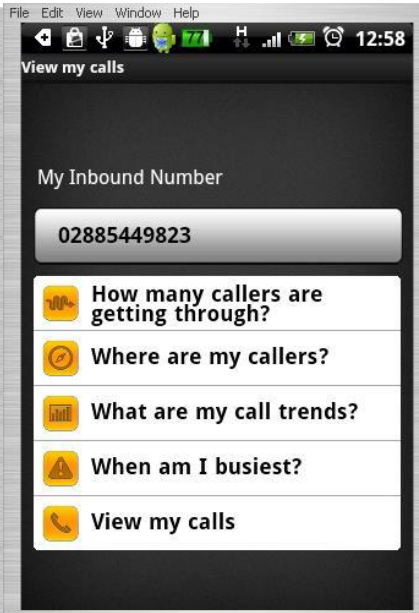 File Edit View Window Help
77 H 12:58
View my calls
My Inbound Number
02885449823
How many callers are
getting through?
Where are my callers?
What are my call trends?
When am I busiest?
View my calls